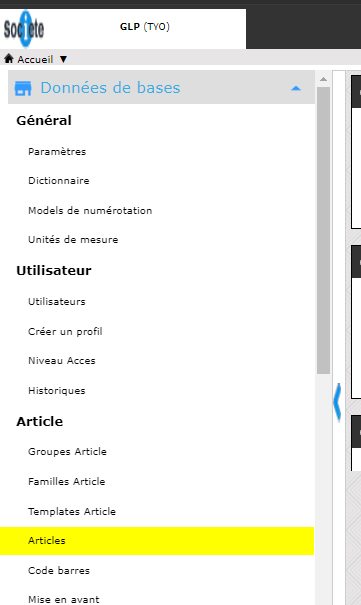 Societe
GLP (TYO)
Accueil ▼
Données de bases
Général
Paramètres
Dictionnaire
Models de numérotation
Unités de mesure
Utilisateur
Utilisateurs
Créer un profil
Niveau Acces
Historiques
Article
Groupes Article
Familles Article
Templates Article
Articles
Code barres
Mise en avant